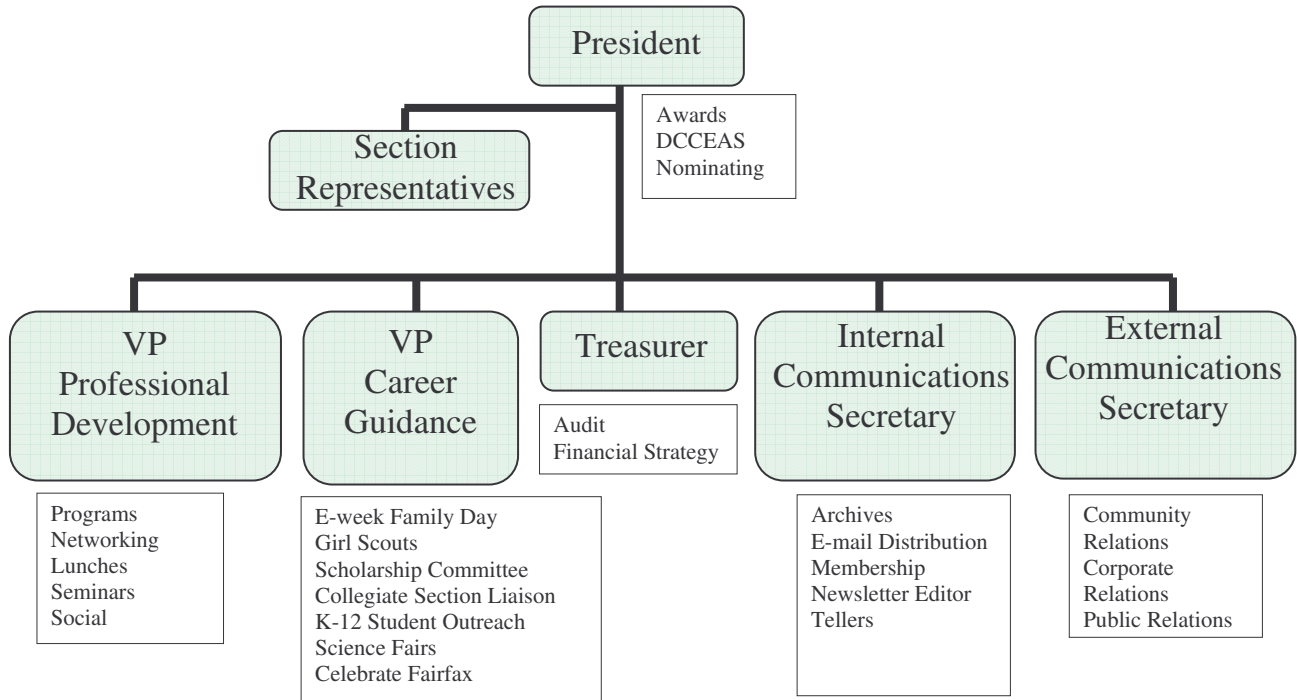 President
Awards
DCCEAS
Nominating
Section
Representatives
VP
Professional
Development
VP
Career
Guidance
Treasurer
Internal
Communications
Secretary
External
Communications
Secretary
Audit
Financial Strategy
Programs
Networking
Lunches
Seminars
Social
E-week Family Day
Girl Scouts
Scholarship Committee
Collegiate Section Liaison
K-12 Student Outreach
Science Fairs
Celebrate Fairfax
Archives
E-mail Distribution
Membership
Newsletter Editor
Tellers
Community
Relations
Corporate
Relations
Public Relations